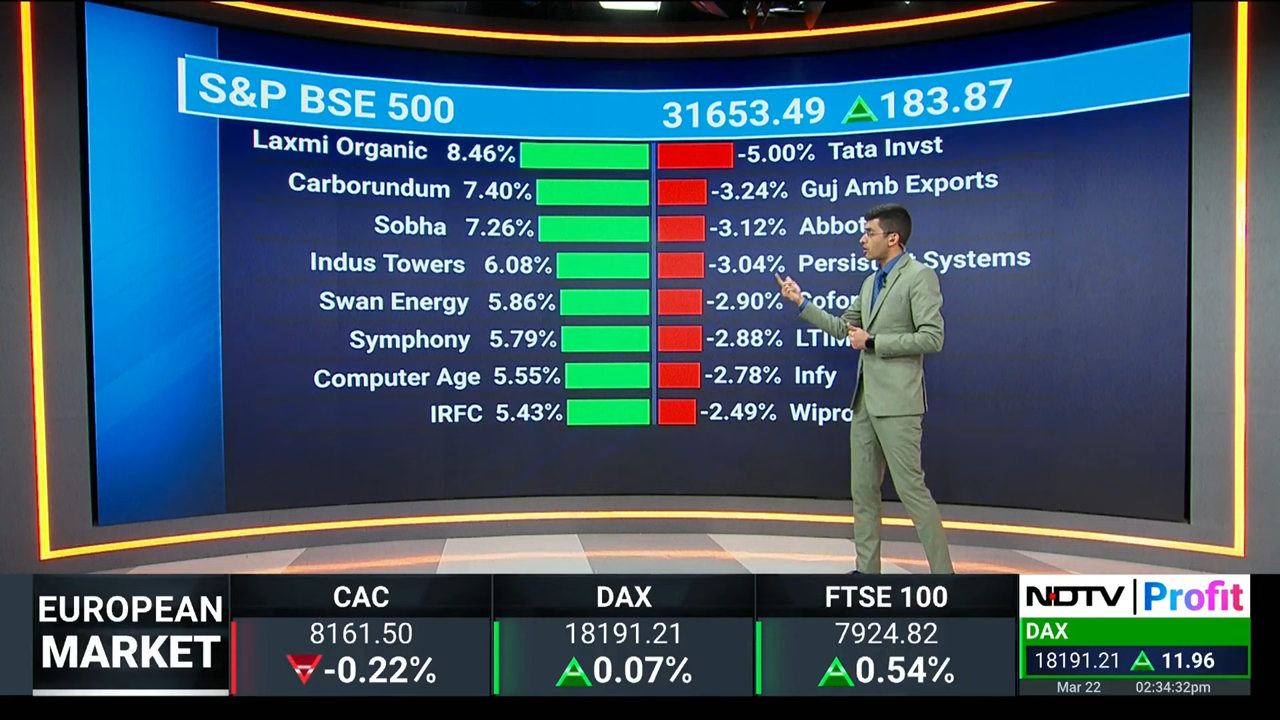 S&P BSE 500 31653.49 183.87
Laxmi Organic 8.46% -5.00% Tata Invst
Carborundum 7.40% -3.24% Guj Amb Exports
Sobha 7.26% -3.12% Abbot
Indus Towers 6.08% -3.04% Systems
Swan Energy 5.86% -2.90%
Symphony 5.79% -2.88%
Computer Age 5.55% -2.78% Infy
IRFC 5.43% -2.49% Wipro
EUROPEAN MARKET
CAC
8161.50
-0.22%
DAX
18191.21
0.07%
FTSE 100
7924.82
0.54%
NDTV | Profit
DAX
18191.21 11.96
Mar 22 02:34:32pm